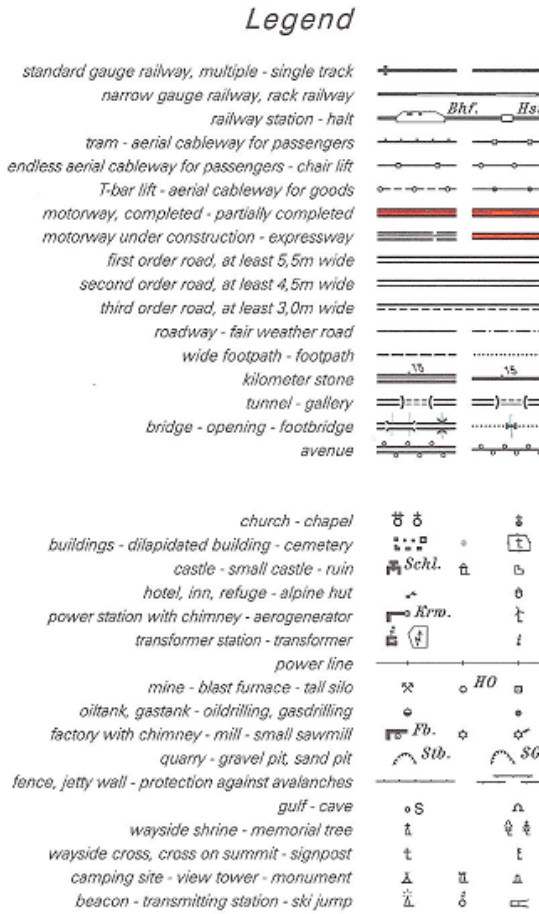 Legend
standard gauge railway, multiple - single track
narrow gauge railway, rack railway
railway station - halt Bhf. Hst
tram - aerial cableway for passengers
endless aerial cableway for passengers - chair lift
T-bar lift - aerial cableway for goods
motorway, completed - partially completed
motorway under construction - expressway
first order road, at least 5,5m wide
second order road, at least 4,5m wide
third order road, at least 3,0m wide
roadway - fair weather road
wide footpath - footpath
kilometer stone .15 .15
tunnel - gallery
bridge - opening - footbridge
avenue
church - chapel
buildings - dilapidated building - cemetery
castle - small castle - ruin Schl.
hotel, inn, refuge - alpine hut
power station with chimney - aerogenerator Krw.
transformer station - transformer
power line
mine - blast furnace - tall silo HO
oiltank, gastank - oildrilling, gasdrilling
factory with chimney - mill - small sawmill Fb.
quarry - gravel pit, sand pit Stb. SG
fence, jetty wall - protection against avalanches
gulf - cave S
wayside shrine - memorial tree
wayside cross, cross on summit - signpost
camping site - view tower - monument
beacon - transmitting station - ski jump